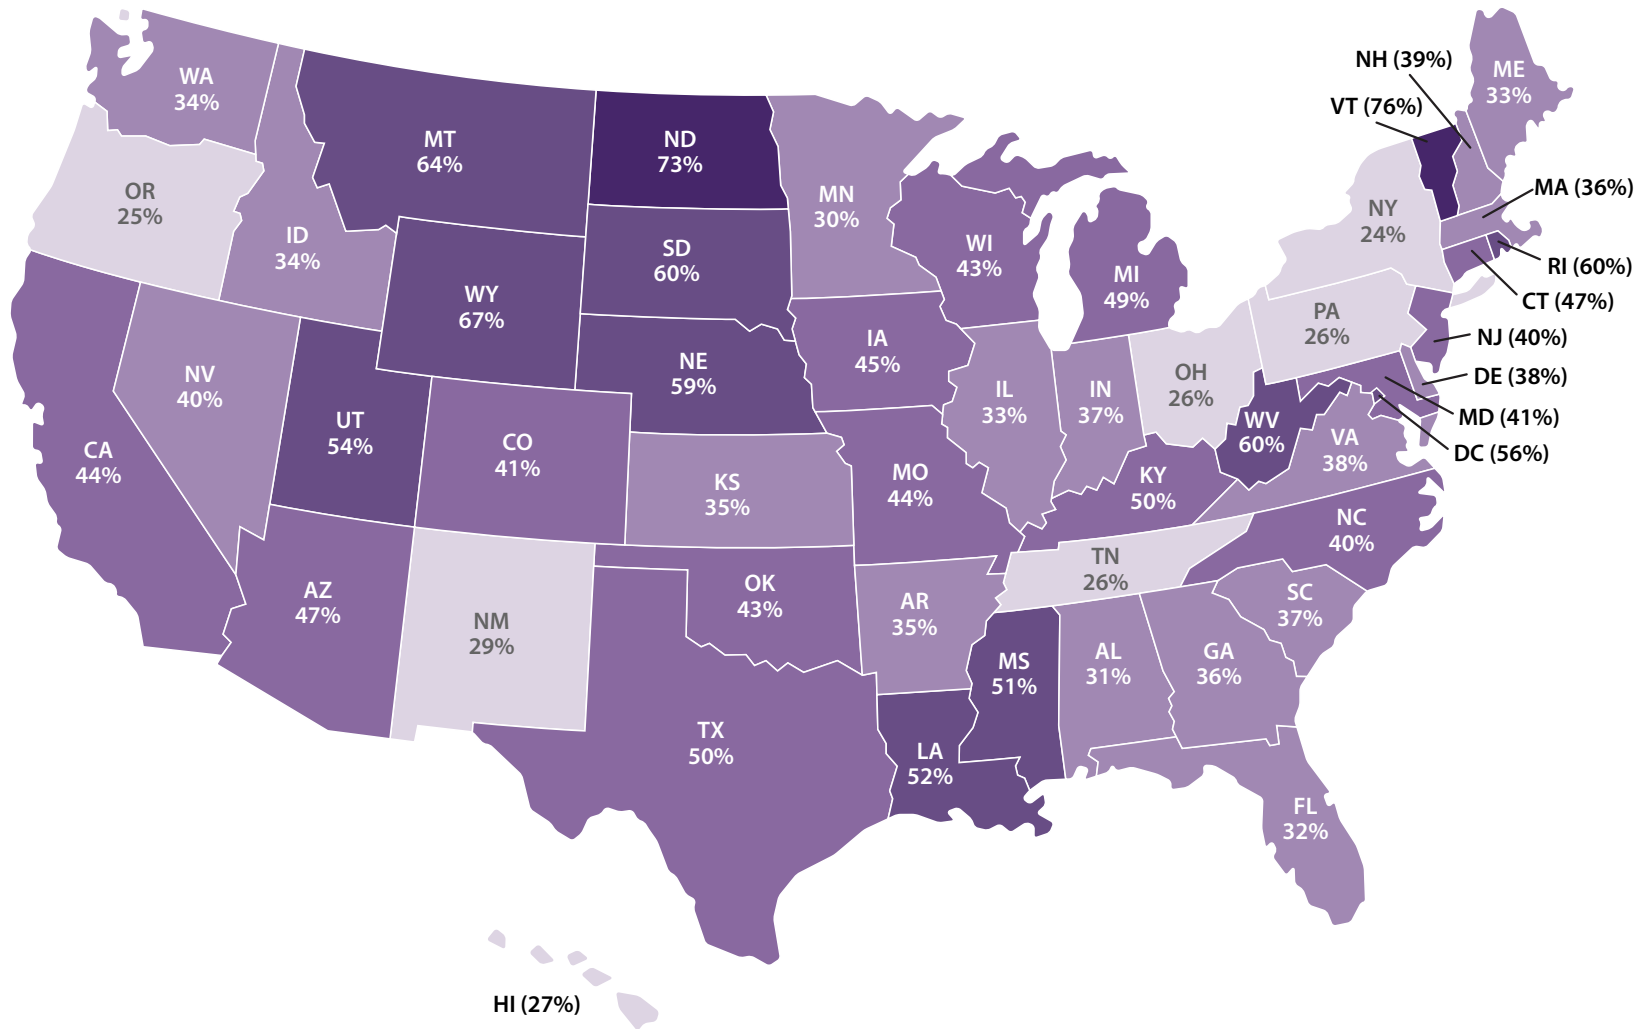 WA
34%
OR
25%
ID
34%
MT
64%
ND
73%
MN
30%
SD
60%
WY
67%
WI
43%
MI
49%
NH (39%)
VT (76%)
ME
33%
MA (36%)
NY
24%
RI (60%)
CT (47%)
PA
26%
NJ (40%)
DE (38%)
MD (41%)
DC (56%)
CA
44%
NV
40%
UT
54%
CO
41%
NE
59%
IA
45%
KS
35%
MO
44%
IL
33%
IN
37%
OH
26%
WV
60%
VA
38%
KY
50%
NC
40%
TN
26%
SC
37%
AZ
47%
NM
29%
OK
43%
AR
35%
MS
51%
AL
31%
GA
36%
TX
50%
LA
52%
FL
32%
HI (27%)